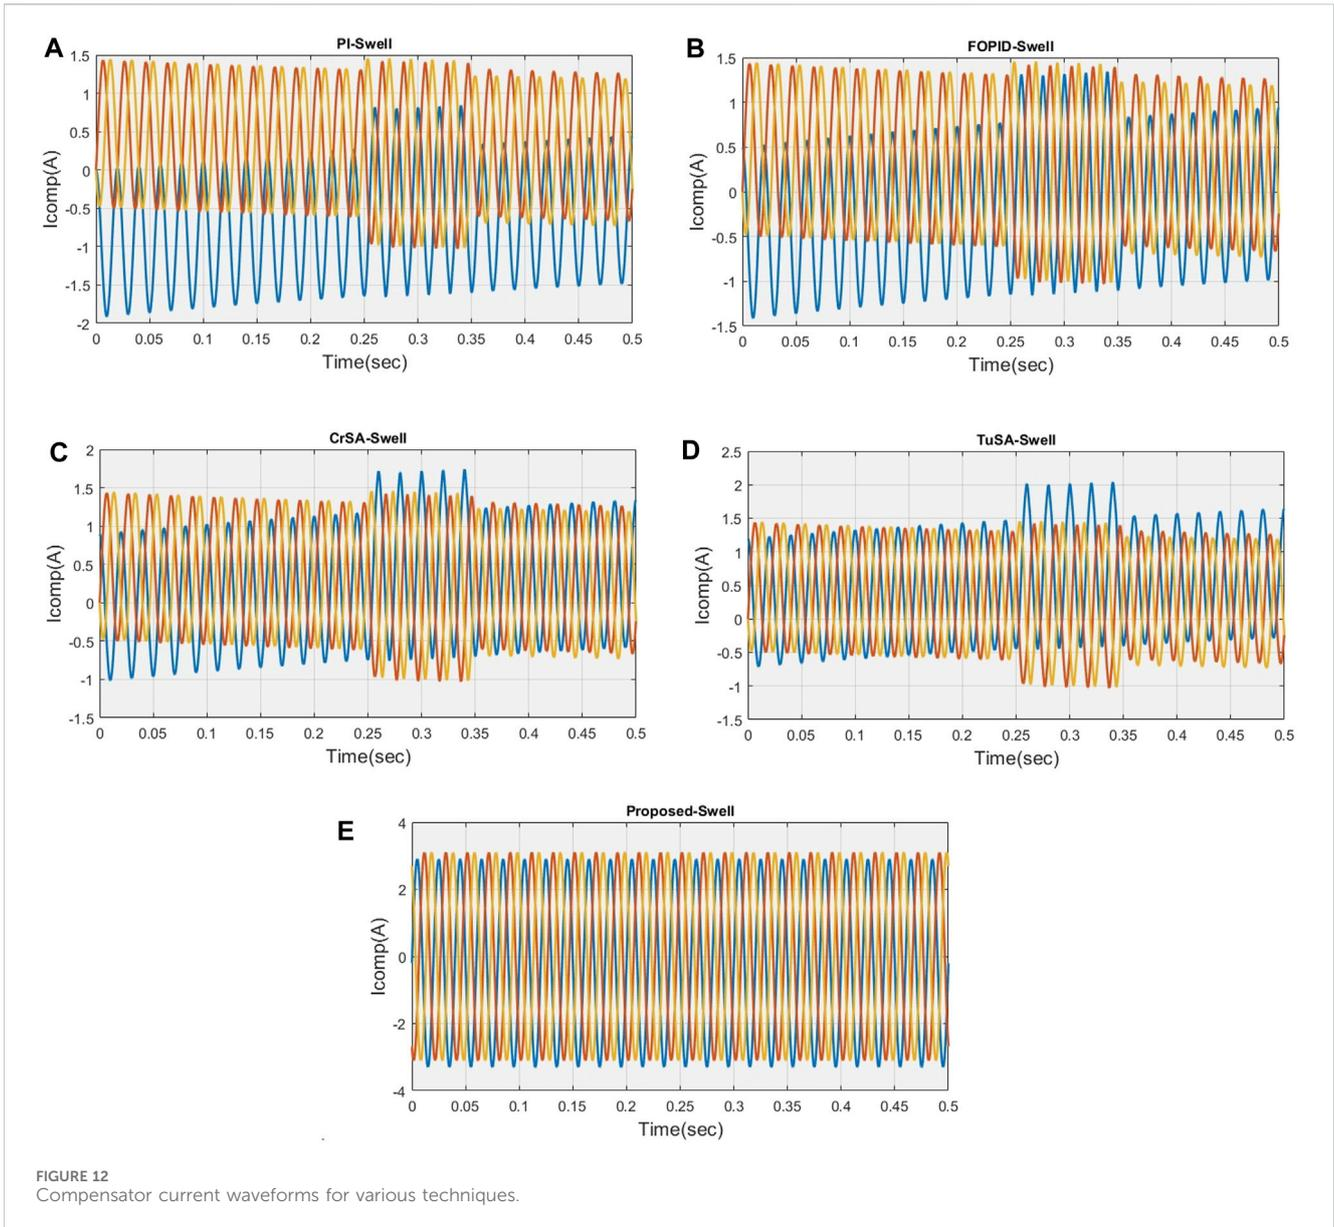 A
PI-Swell
1.5
1
0.5
0
-0.5
-1
-1.5
-2
Icomp(A)
0 0.05 0.1 0.15 0.2 0.25 0.3 0.35 0.4 0.45 0.5
Time(sec)
B
FOPID-Swell
1.5
1
0.5
0
-0.5
-1
-1.5
Icomp(A)
0 0.05 0.1 0.15 0.2 0.25 0.3 0.35 0.4 0.45 0.5
Time(sec)
C
CrSA-Swell
2
1.5
1
0.5
0
-0.5
-1
-1.5
Icomp(A)
0 0.05 0.1 0.15 0.2 0.25 0.3 0.35 0.4 0.45 0.5
Time(sec)
D
TuSA-Swell
2.5
2
1.5
1
0.5
0
-0.5
-1
-1.5
Icomp(A)
0 0.05 0.1 0.15 0.2 0.25 0.3 0.35 0.4 0.45 0.5
Time(sec)
E
Proposed-Swell
4
2
0
-2
-4
Icomp(A)
0 0.05 0.1 0.15 0.2 0.25 0.3 0.35 0.4 0.45 0.5
Time(sec)
FIGURE 12
Compensator current waveforms for various techniques.